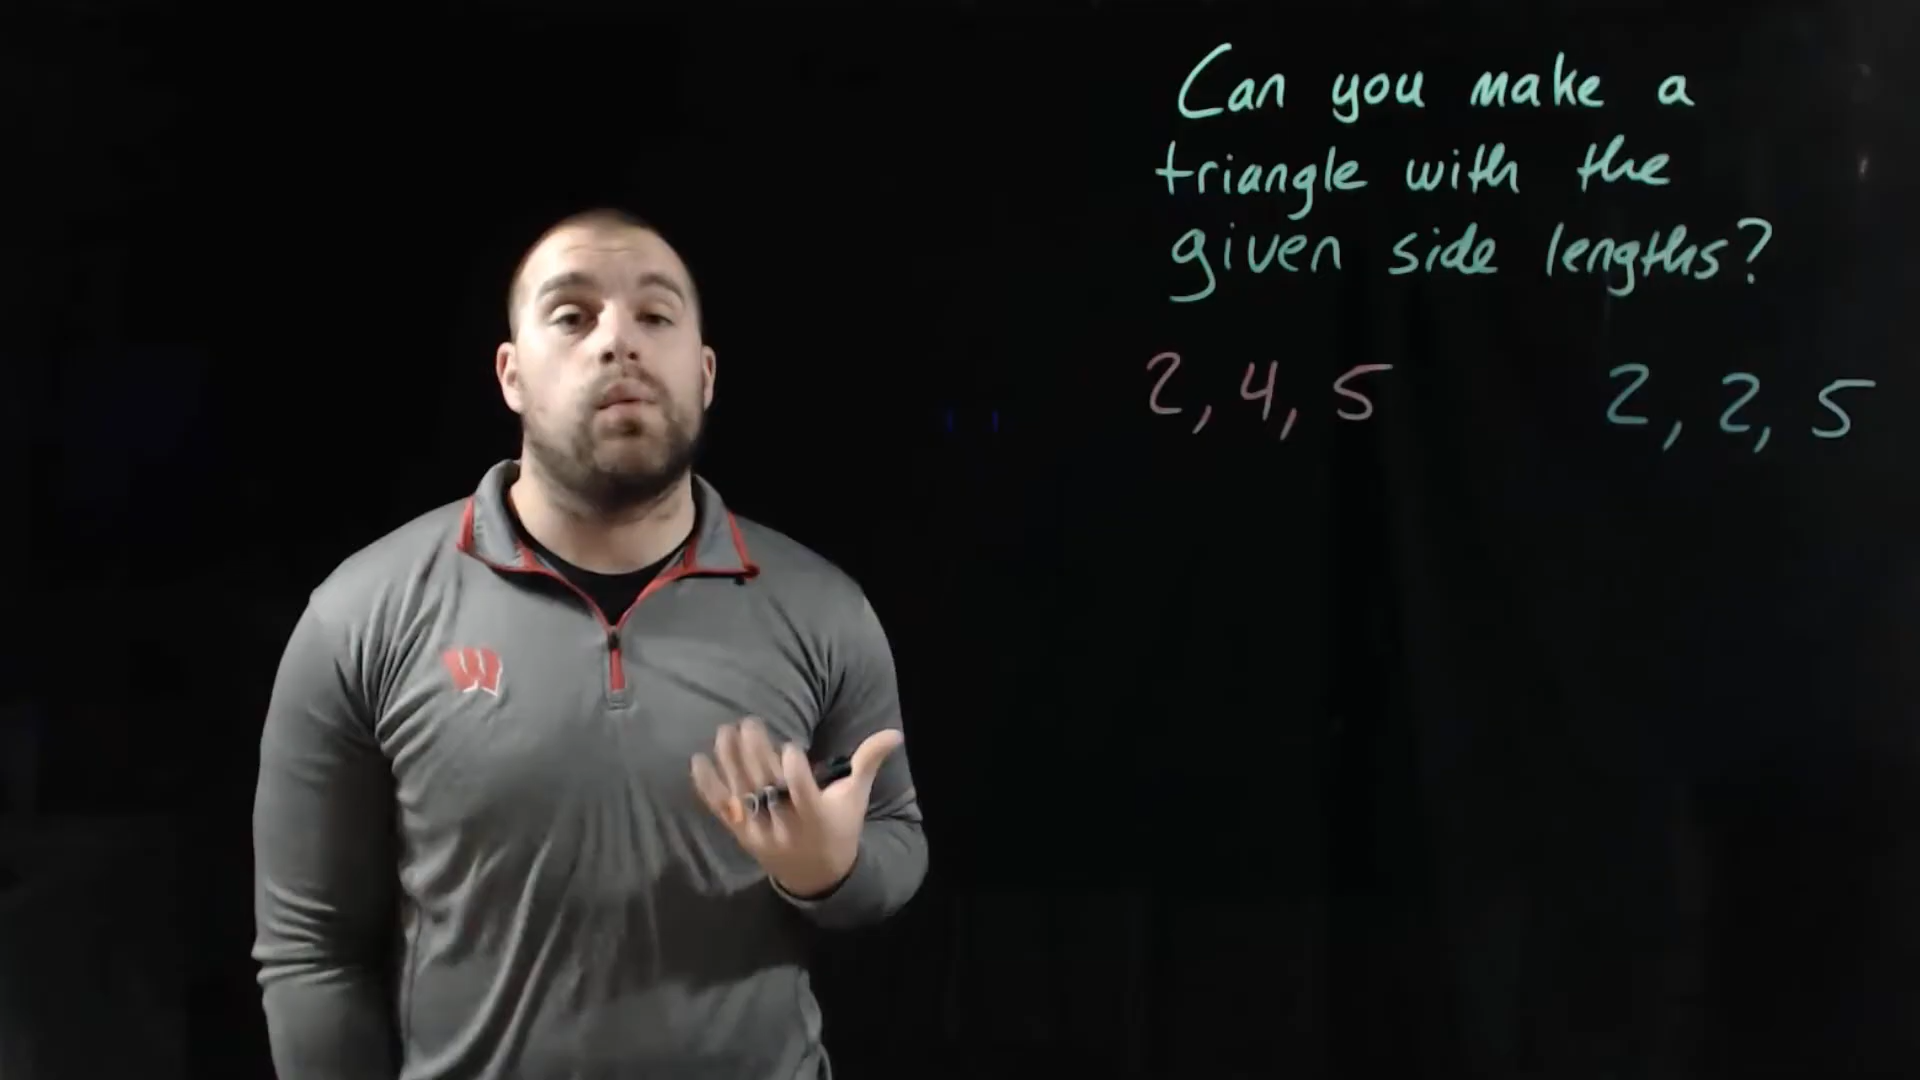 Can you make a
triangle with the
given side lengths?
2, 4, 5
2, 2, 5
W